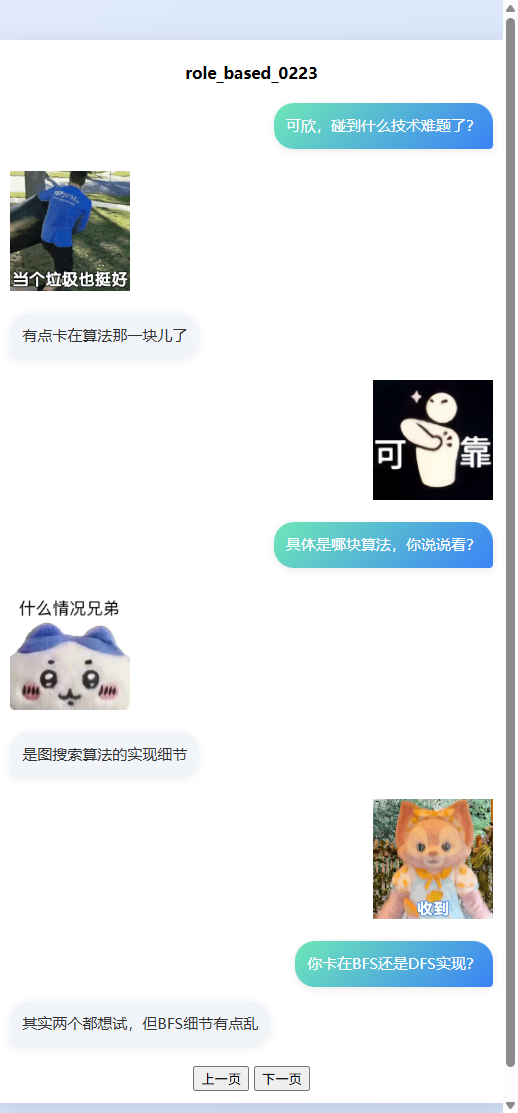 role_based_0223
可欣，碰到什么技术难题了？
当个垃圾也挺好
有点卡在算法那一块儿了
可靠
具体是哪块算法，你说说看？
什么情况兄弟
是图搜索算法的实现细节
收到
你卡在BFS还是DFS实现？
其实两个都想试，但BFS细节有点乱
上一页 下一页